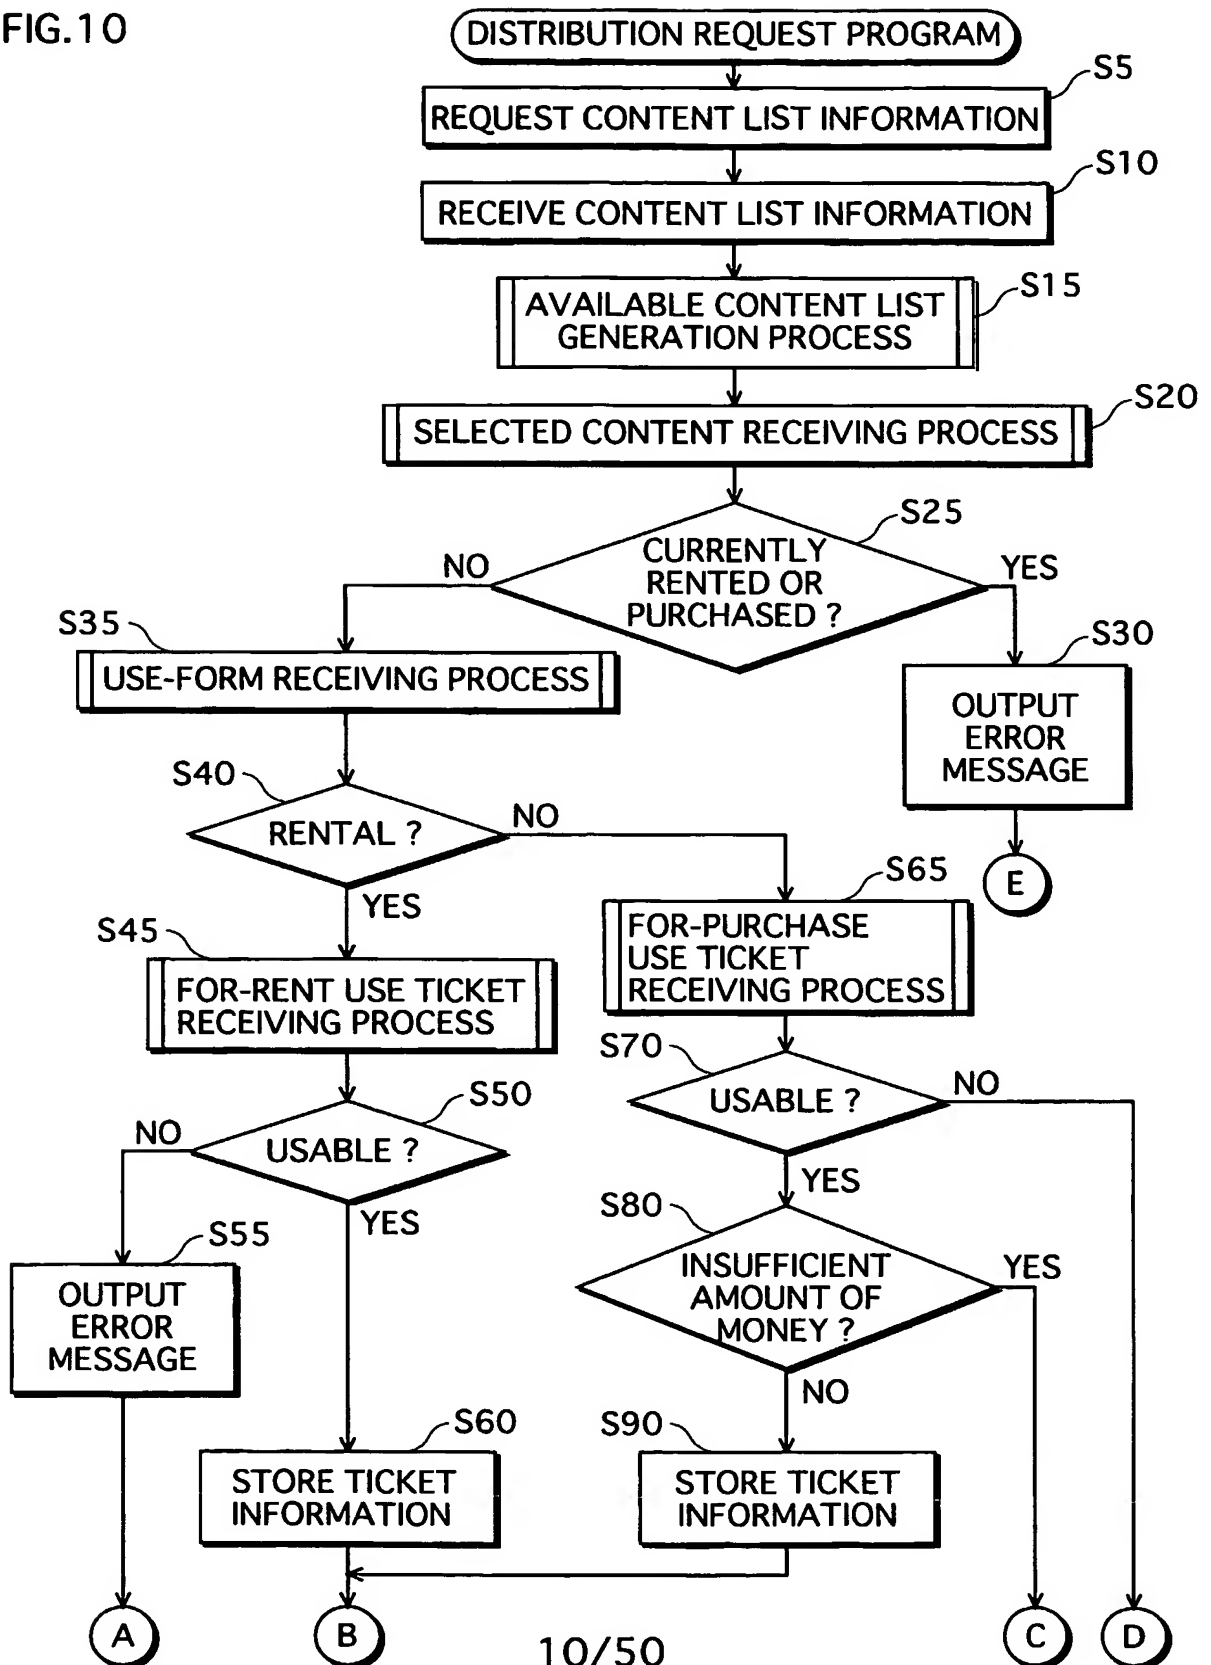 FIG.10
DISTRIBUTION REQUEST PROGRAM
S5
REQUEST CONTENT LIST INFORMATION
S10
RECEIVE CONTENT LIST INFORMATION
S15
AVAILABLE CONTENT LIST
GENERATION PROCESS
S20
SELECTED CONTENT RECEIVING PROCESS
S25
CURRENTLY
RENTED OR
PURCHASED ?
NO
YES
S35
USE-FORM RECEIVING PROCESS
S30
OUTPUT
ERROR
MESSAGE
E
S40
RENTAL ?
NO
YES
S45
FOR-RENT USE TICKET
RECEIVING PROCESS
S65
FOR-PURCHASE
USE TICKET
RECEIVING PROCESS
S50
USABLE ?
NO
YES
S70
USABLE ?
NO
YES
S55
OUTPUT
ERROR
MESSAGE
S80
INSUFFICIENT
AMOUNT OF
MONEY ?
YES
NO
S60
STORE TICKET
INFORMATION
S90
STORE TICKET
INFORMATION
A
B
C
D
10/50